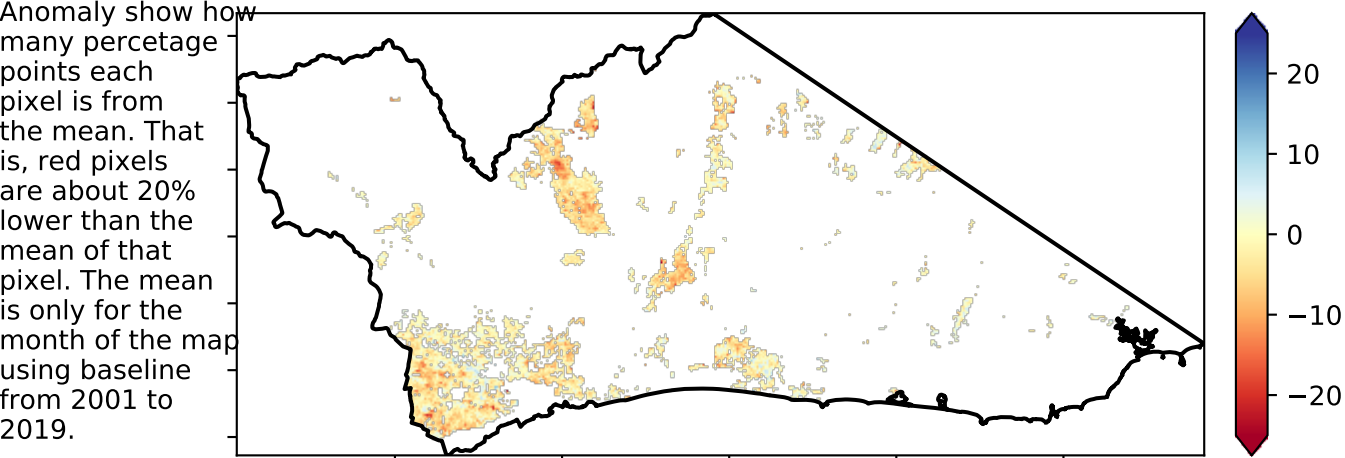 Anomaly show how
many percetage
points each
pixel is from
the mean. That
is, red pixels
are about 20%
lower than the
mean of that
pixel. The mean
is only for the
month of the map
using baseline
from 2001 to
2019.
20
10
0
−10
−20